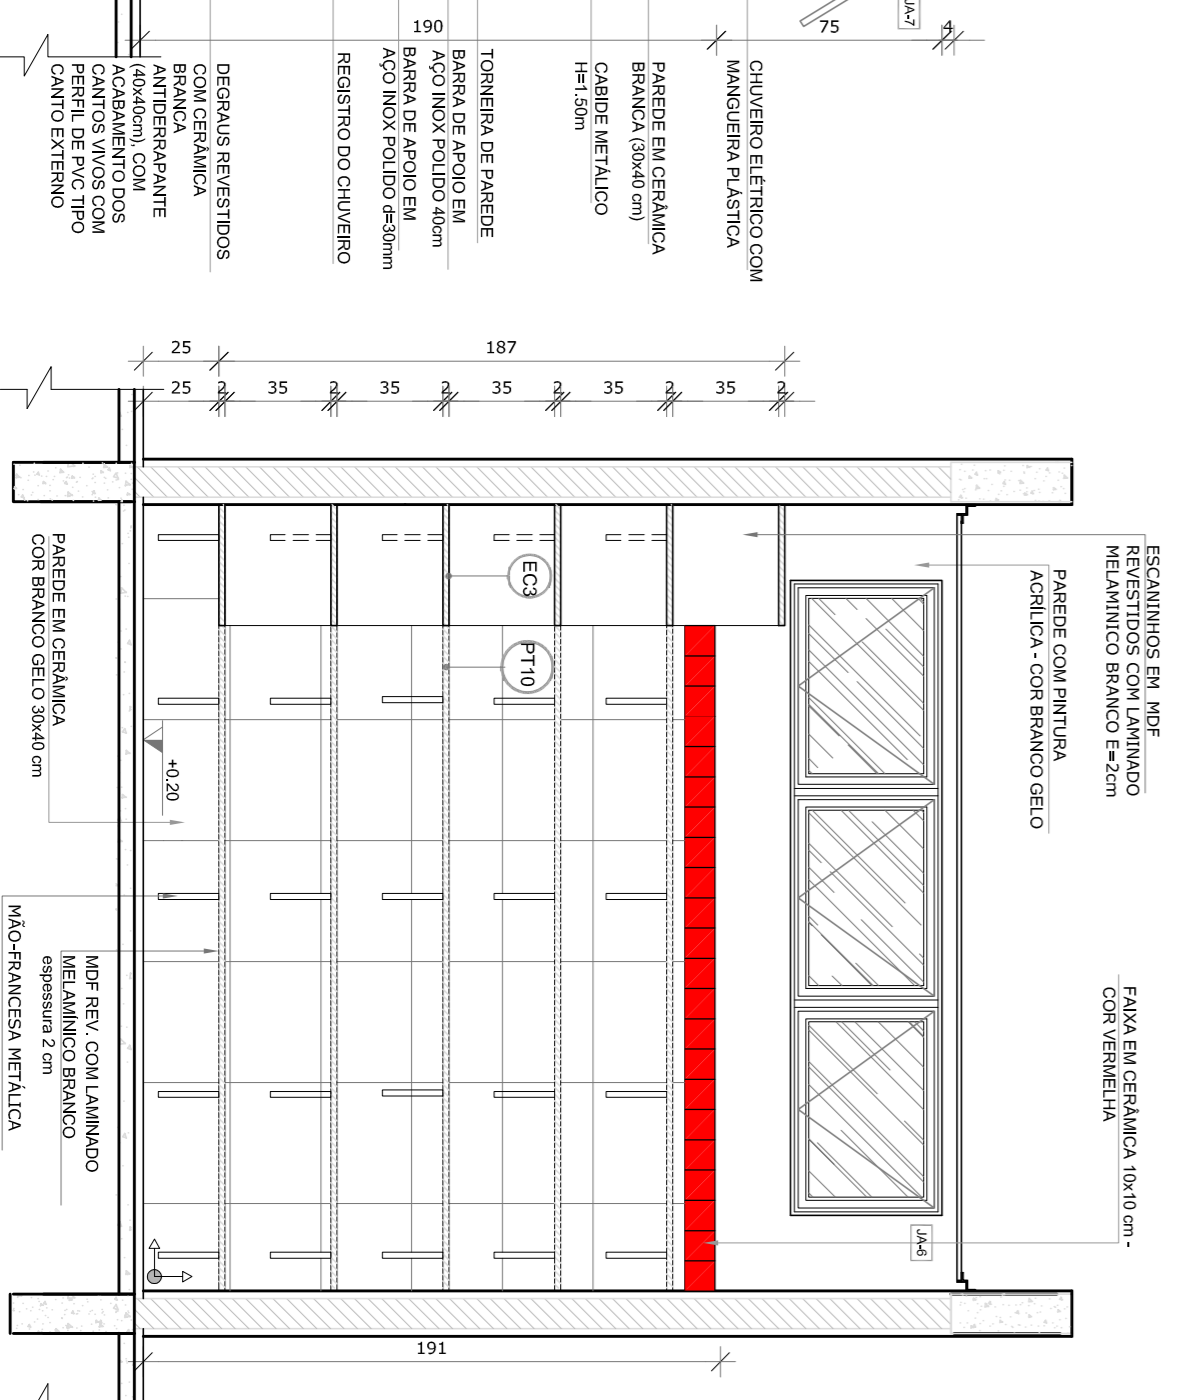 190
75
4
JA-7
CHUVEIRO ELÉTRICO COM
MANGUEIRA PLÁSTICA
PAREDE EM CERÂMICA
BRANCA (30x40 cm)
CABIDE METÁLICO
H=1.50m
TORNEIRA DE PAREDE
BARRA DE APOIO EM
AÇO INOX POLIDO 40cm
BARRA DE APOIO EM
AÇO INOX POLIDO d=30mm
REGISTRO DO CHUVEIRO
DEGRAUS REVESTIDOS
COM CERÂMICA
BRANCA
ANTIDERRAPANTE
(40x40cm), COM
ACABAMENTO DOS
CANTOS VIVOS COM
PERFIL DE PVC TIPO
CANTO EXTERNO
25
187
25
2
35
2
35
2
35
2
35
2
35
2
ESCANINHOS EM MDF
REVESTIDOS COM LAMINADO
MELAMINICO BRANCO E=2cm
PAREDE COM PINTURA
ACRÍLICA - COR BRANCO GELO
EC3
PT10
PAREDE EM CERÂMICA
COR BRANCO GELO 30x40 cm
+0.20
FAIXA EM CERÂMICA 10x10 cm -
COR VERMELHA
MDF REV. COM LAMINADO
MELAMÍNICO BRANCO
espessura 2 cm
MÃO-FRANCESA METÁLICA
JA-6
191